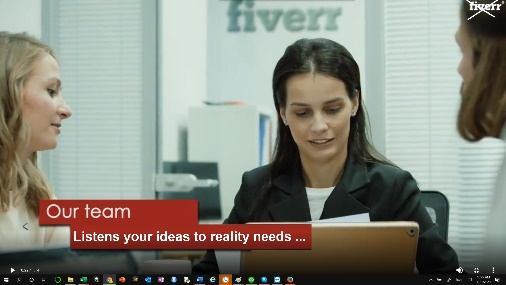 fiverr
fiverr
Our team
Listens your ideas to reality needs ...